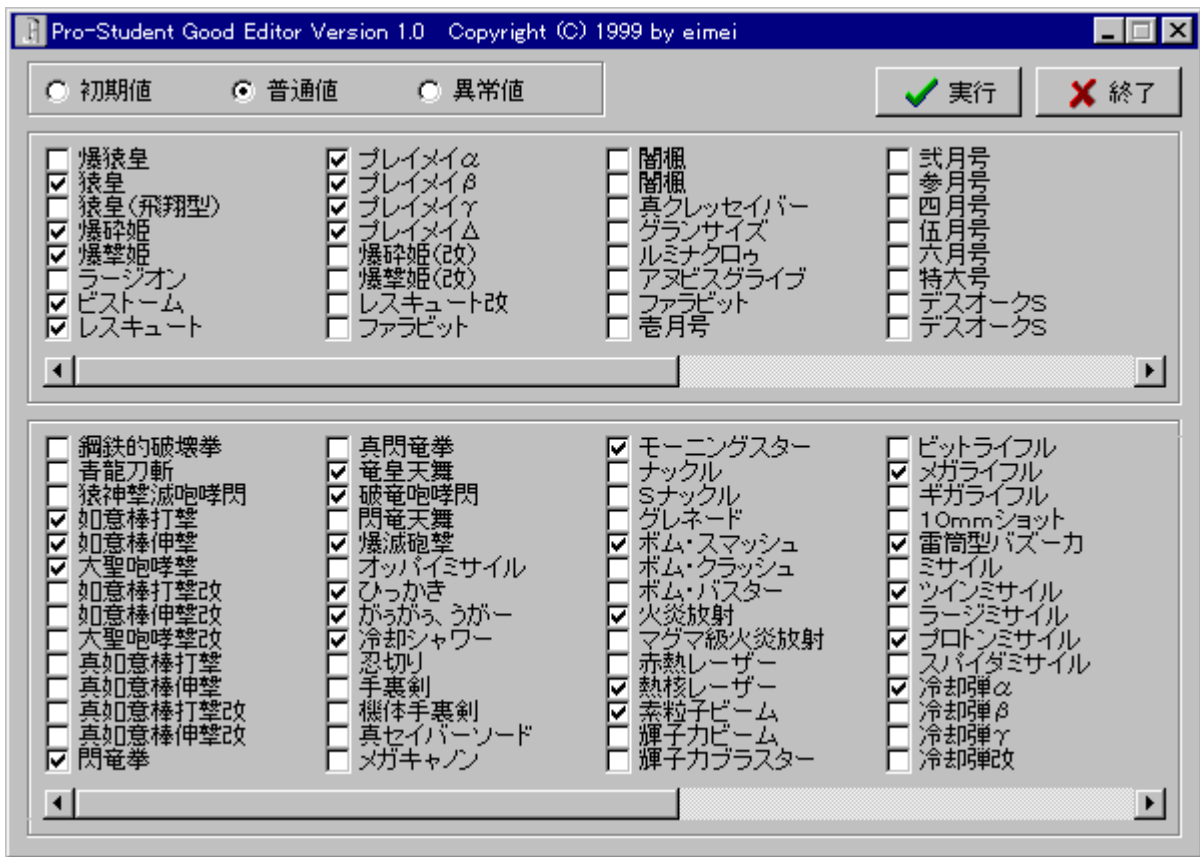 Pro-Student Good Editor Version 1.0 Copyright (C) 1999 by eimei
初期値 普通値 異常値 実行 終了
爆猿皇 プレイメイα 闇楓 弐月号
猿皇 プレイメイβ 闇楓 参月号
猿皇(飛翔型) プレイメイγ 真クレッセイバー 四月号
爆砕姫 プレイメイΔ グランサイズ 伍月号
爆撃姫 爆砕姫(改) ルミナクロゥ 六月号
ラージオン 爆撃姫(改) アヌビスグライブ 特大号
ビストーム レスキュート改 ファラビット デスオークS
レスキュート ファラビット 壱月号 デスオークS
鋼鉄的破壊拳 真閃竜拳 モーニングスター ビットライフル
青龍刀斬 竜皇天舞 ナックル メガライフル
猿神撃滅咆哮閃 破竜咆哮閃 Sナックル ギガライフル
如意棒打撃 閃竜天舞 グレネード 10mmショット
如意棒伸撃 爆滅砲撃 ボム・スマッシュ 雷筒型バズーカ
大聖咆哮撃 オッパイミサイル ボム・クラッシュ ミサイル
如意棒打撃改 ひっかき ボム・バスター ツインミサイル
如意棒伸撃改 がぅがぅ、うがー 火炎放射 ラージミサイル
大聖咆哮撃改 冷却シャワー マグマ級火炎放射 プロトンミサイル
真如意棒打撃 忍切り 赤熱レーザー スパイダミサイル
真如意棒伸撃 手裏剣 熱核レーザー 冷却弾α
真如意棒打撃改 機体手裏剣 素粒子ビーム 冷却弾β
真如意棒伸撃改 真セイバーソード 輝子力ビーム 冷却弾γ
閃竜拳 メガキャノン 輝子力ブラスター 冷却弾改